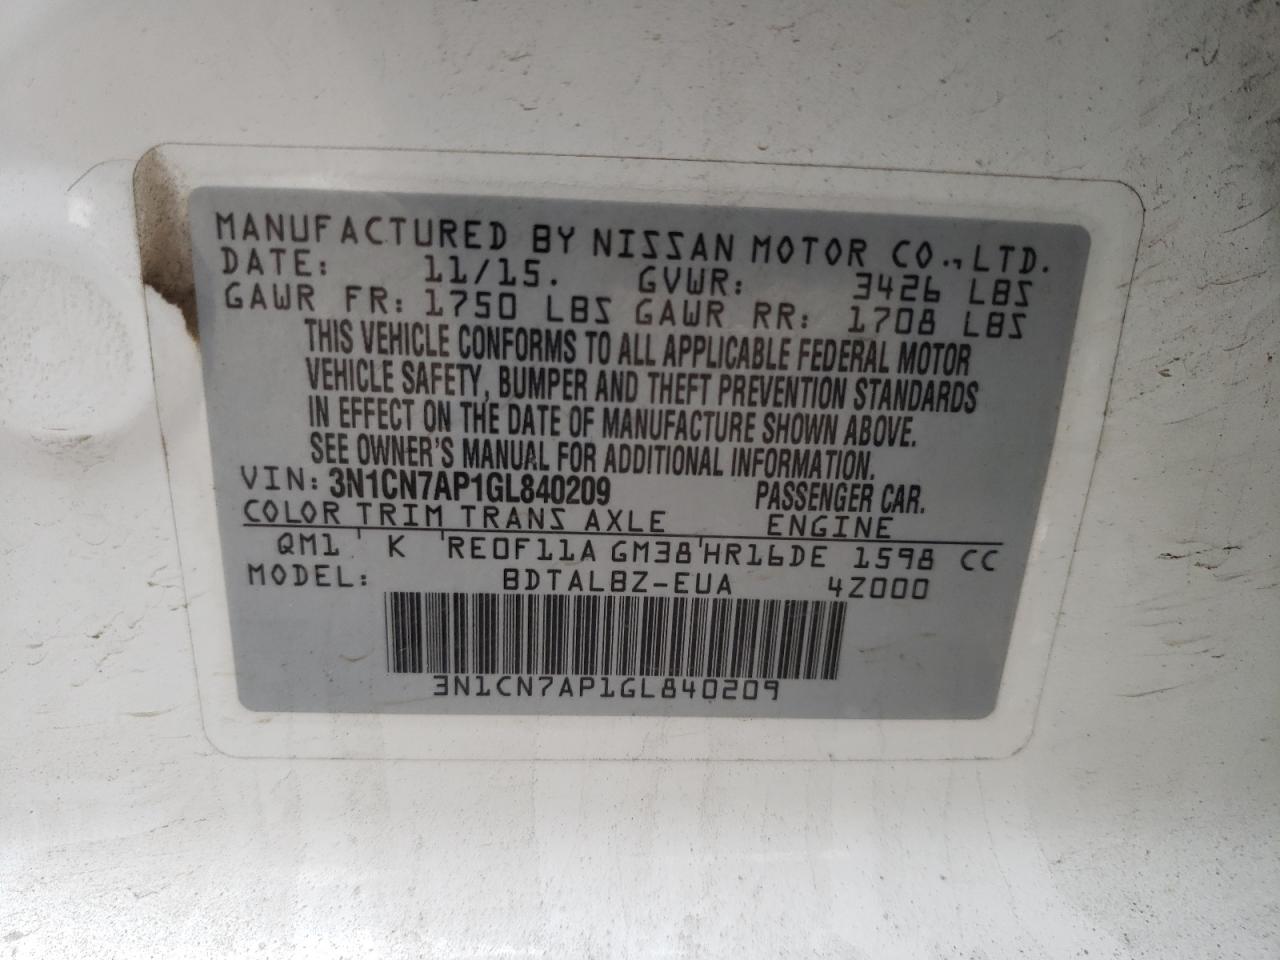 MANUFACTURED BY NISSAN MOTOR CO., LTD.
DATE: 11/15. GVWR: 3426 LBS
GAWR FR: 1750 LBS GAWR RR: 1708 LBS
THIS VEHICLE CONFORMS TO ALL APPLICABLE FEDERAL MOTOR
VEHICLE SAFETY, BUMPER AND THEFT PREVENTION STANDARDS
IN EFFECT ON THE DATE OF MANUFACTURE SHOWN ABOVE.
SEE OWNER'S MANUAL FOR ADDITIONAL INFORMATION.
VIN: 3N1CN7AP1GL840209 PASSENGER CAR.
COLOR TRIM TRANS AXLE ENGINE
QM1 K RE0F11A GM38 HR16DE 1598 CC
MODEL: BDTALBZ-EUA 4Z000
3N1CN7AP1GL840209